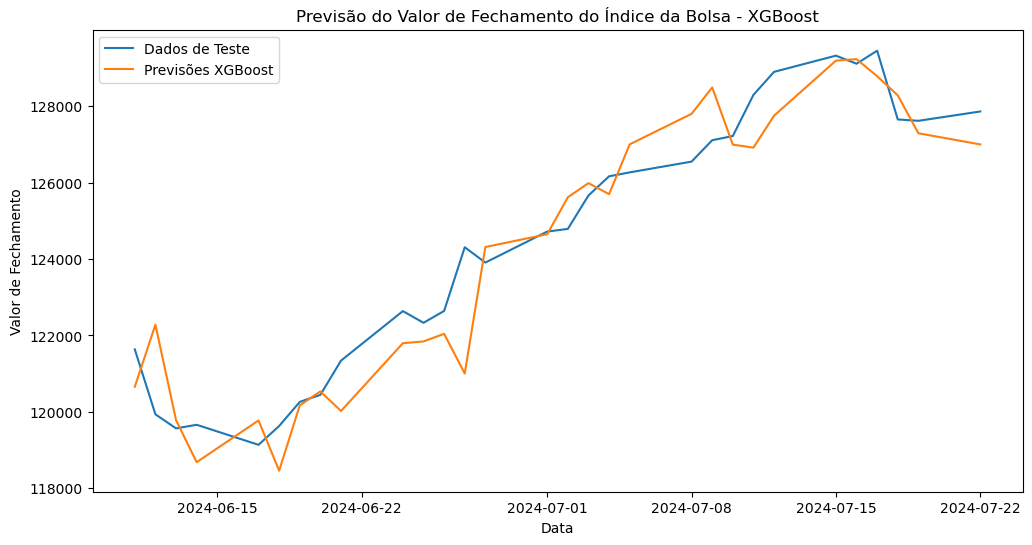 Previsão do Valor de Fechamento do Índice da Bolsa - XGBoost
Dados de Teste
Previsões XGBoost
Valor de Fechamento
128000
126000
124000
122000
120000
118000
2024-06-15
2024-06-22
2024-07-01
2024-07-08
2024-07-15
2024-07-22
Data